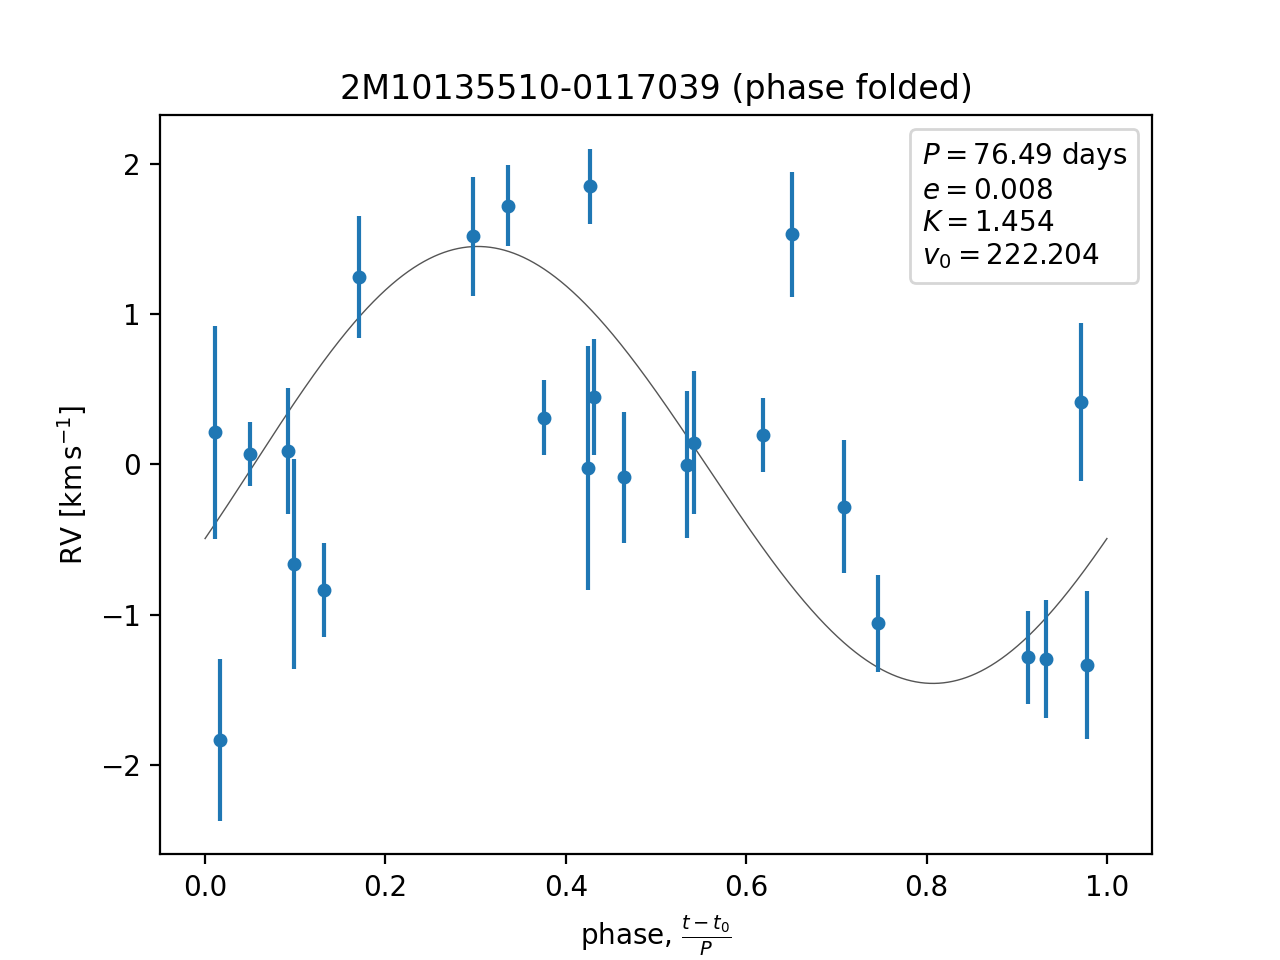 2M10135510-0117039 (phase folded)
P = 76.49 days
e = 0.008
K = 1.454
v₀ = 222.204
RV [km s⁻¹]
2
1
0
−1
−2
0.0 0.2 0.4 0.6 0.8 1.0
phase, (t − t₀)/P